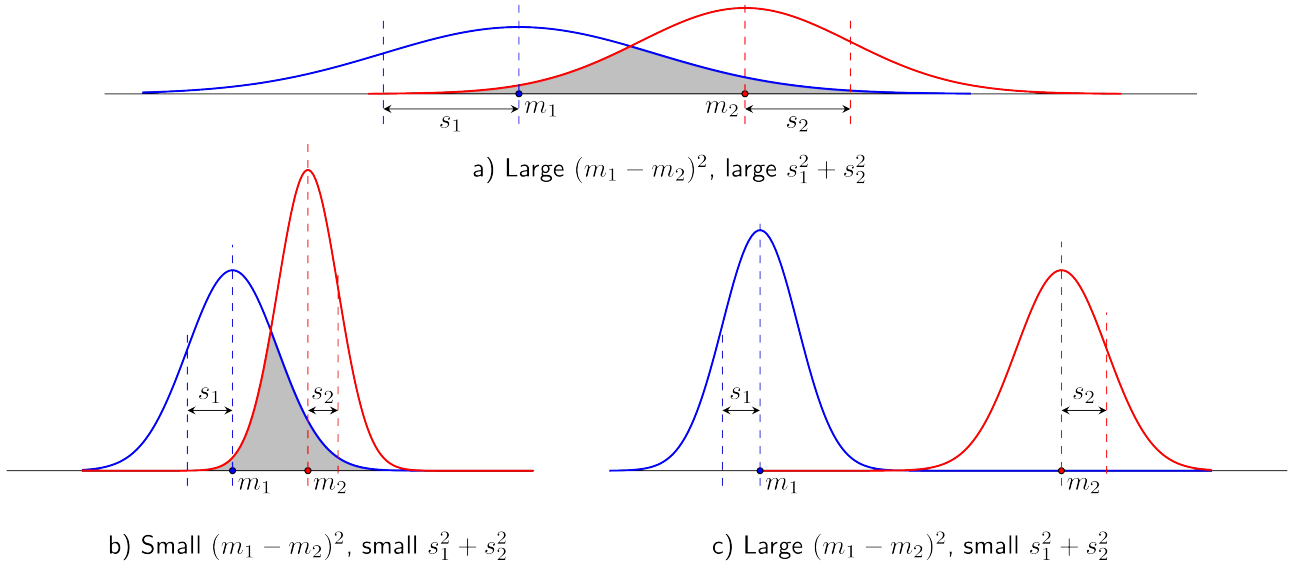 m₁ m₂
s₁ s₂
a) Large (m₁ − m₂)², large s₁² + s₂²
s₁ s₂ s₁ s₂
m₁ m₂ m₁ m₂
b) Small (m₁ − m₂)², small s₁² + s₂²
c) Large (m₁ − m₂)², small s₁² + s₂²